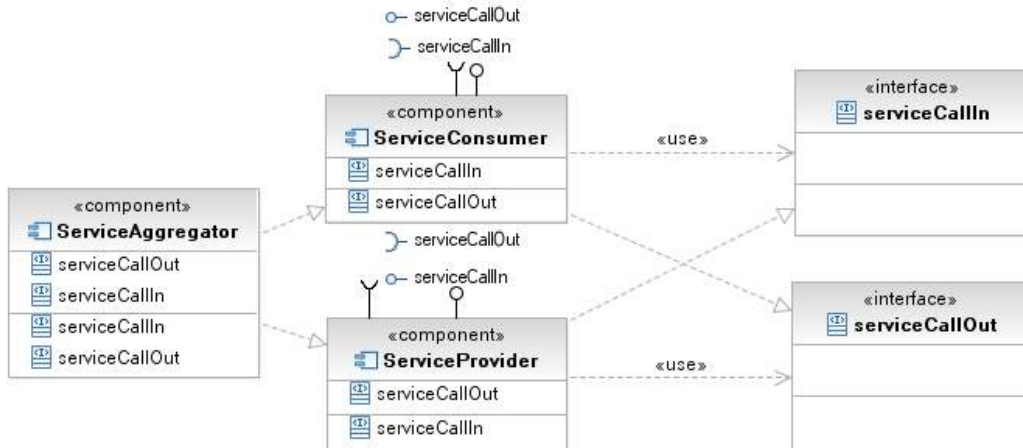 serviceCallOut
serviceCallIn
«component»
ServiceConsumer
serviceCallIn
serviceCallOut
«use»
«interface»
serviceCallIn
«component»
ServiceAggregator
serviceCallOut
serviceCallIn
serviceCallIn
serviceCallOut
serviceCallOut
serviceCallIn
«component»
ServiceProvider
serviceCallOut
serviceCallIn
«use»
«interface»
serviceCallOut